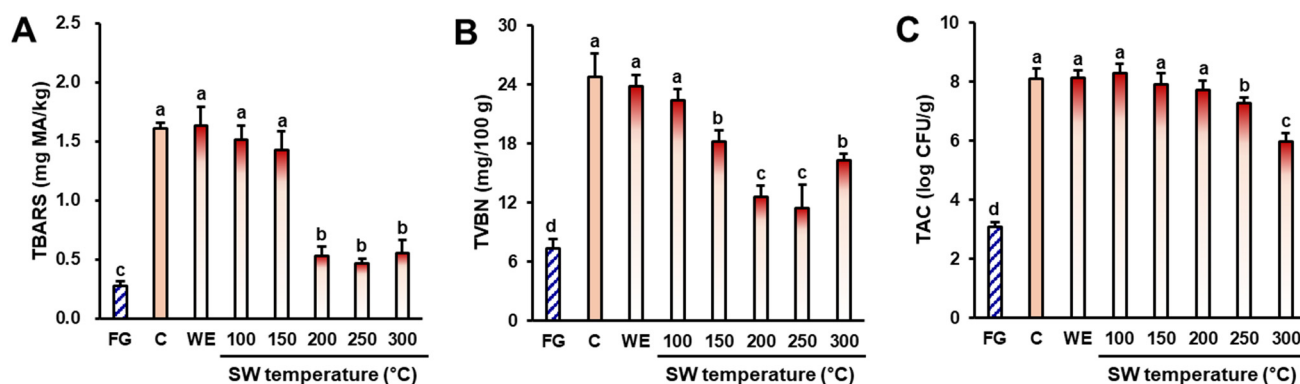 A
TBARS (mg MA/kg)
2.5
2.0
1.5
1.0
0.5
0.0
c
a
a
a
a
b
b
b
FG C WE 100 150 200 250 300
SW temperature (°C)
B
TVBN (mg/100 g)
30
24
18
12
6
0
d
a
a
a
b
c
c
b
FG C WE 100 150 200 250 300
SW temperature (°C)
C
TAC (log CFU/g)
10
8
6
4
2
0
d
a
a
a
a
a
b
c
FG C WE 100 150 200 250 300
SW temperature (°C)